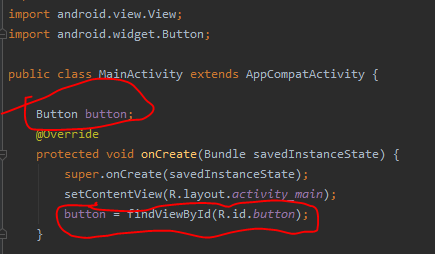 import android.view.View;
import android.widget.Button;
public class MainActivity extends AppCompatActivity {
Button button;
@Override
protected void onCreate(Bundle savedInstanceState) {
super.onCreate(savedInstanceState);
setContentView(R.layout.activity_main);
button = findViewById(R.id.button);
}